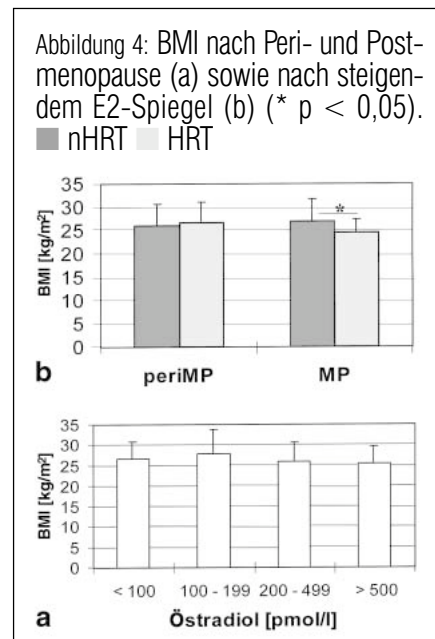 Abbildung 4: BMI nach Peri- und Post-
menopause (a) sowie nach steigen-
dem E2-Spiegel (b) (* p < 0,05).
nHRT HRT
35
30
25
20
15
10
5
0
BMI [kg/m²]
*
b
periMP MP
35
30
25
20
15
10
5
0
BMI [kg/m²]
< 100 100 - 199 200 - 499 > 500
a Östradiol [pmol/l]